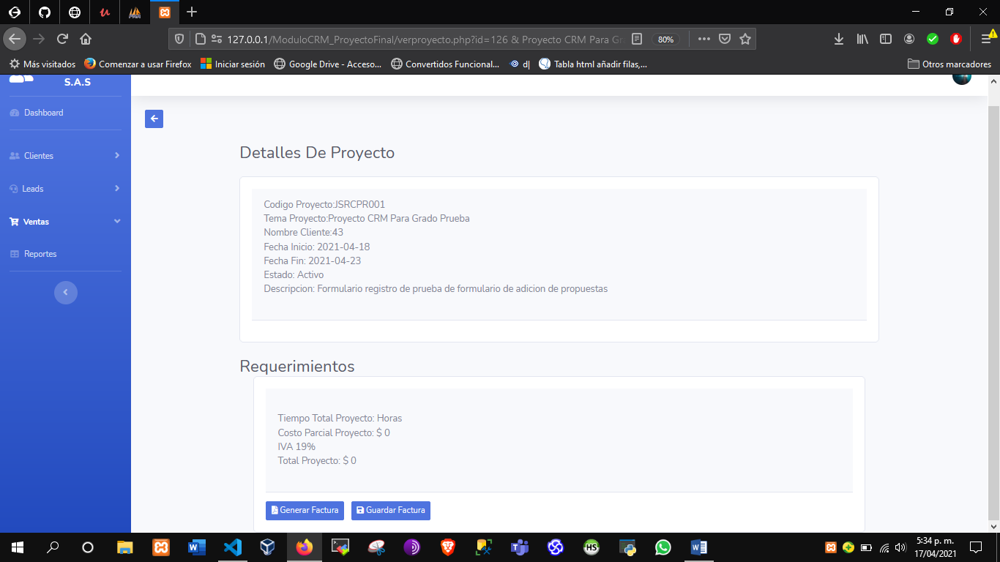 127.0.0.1/ModuloCRM_ProyectoFinal/verproyecto.php?id=126 & Proyecto CRM Para Gra
80%
Más visitados
Comenzar a usar Firefox
Iniciar sesión
Google Drive - Acceso...
Convertidos Funcional...
d|
Tabla html añadir filas,...
Otros marcadores
S.A.S
Dashboard
Clientes
Leads
Ventas
Reportes
Detalles De Proyecto
Codigo Proyecto:JSRCPR001
Tema Proyecto:Proyecto CRM Para Grado Prueba
Nombre Cliente:43
Fecha Inicio: 2021-04-18
Fecha Fin: 2021-04-23
Estado: Activo
Descripcion: Formulario registro de prueba de formulario de adicion de propuestas
Requerimientos
Tiempo Total Proyecto: Horas
Costo Parcial Proyecto: $ 0
IVA 19%
Total Proyecto: $ 0
Generar Factura
Guardar Factura
HS
5:34 p. m.
17/04/2021